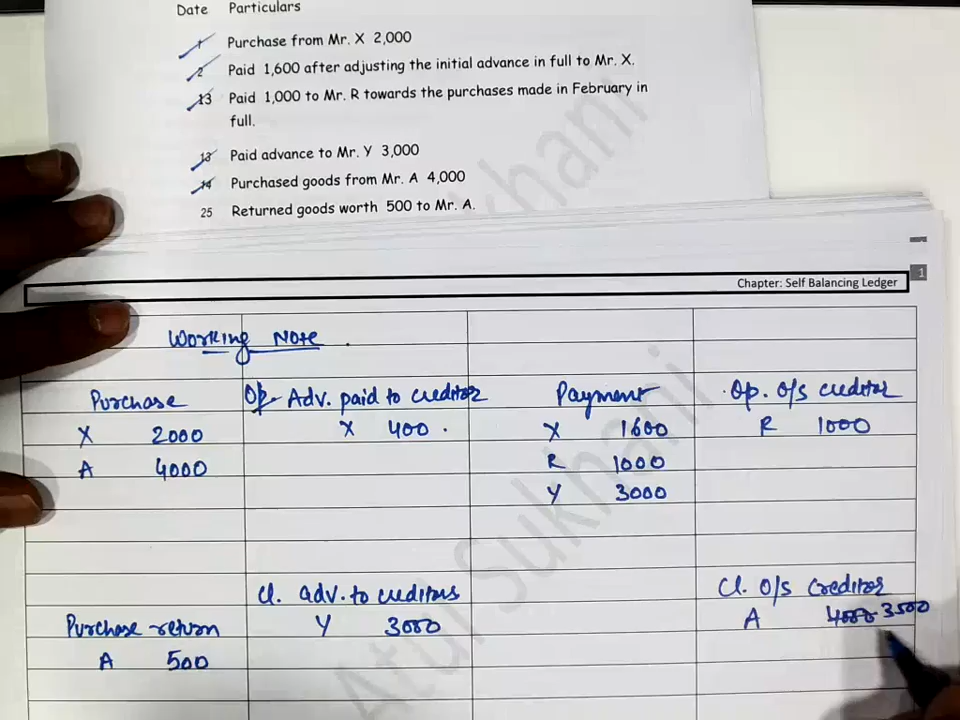 Date Particulars
1 Purchase from Mr. X 2,000
2 Paid 1,600 after adjusting the initial advance in full to Mr. X.
13 Paid 1,000 to Mr. R towards the purchases made in February in
full.
13 Paid advance to Mr. Y 3,000
14 Purchased goods from Mr. A 4,000
25 Returned goods worth 500 to Mr. A.
1
Chapter: Self Balancing Ledger
Working Note
Purchase Op. Adv. paid to creditor Payment Op. o/s creditor
X 2000 X 400 X 1600 R 1000
A 4000 R 1000
Y 3000
Cl. adv. to creditors Cl. o/s creditor
Purchase return Y 3000 A 4000 3500
A 500
Atul Sukhani